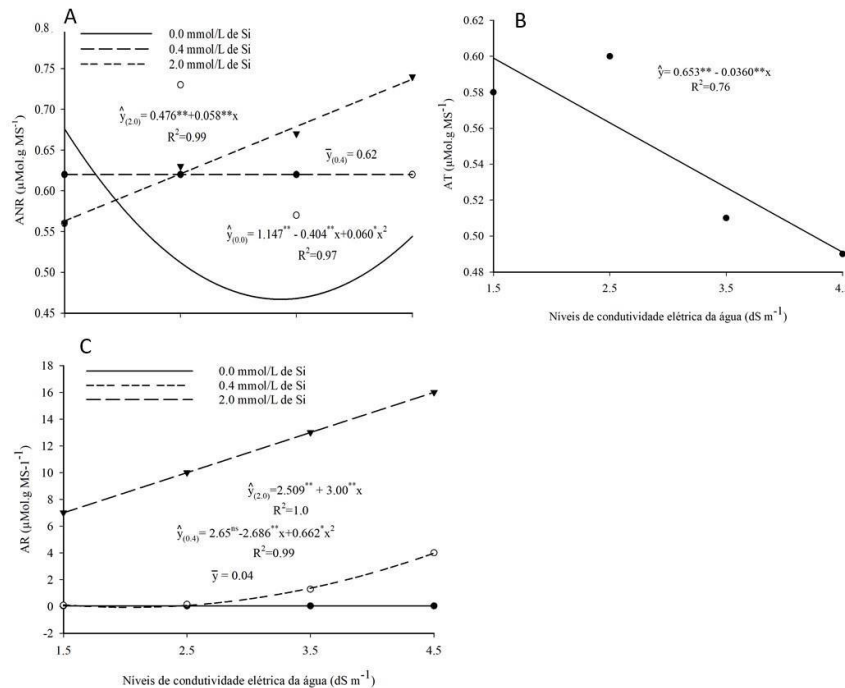 A
0.0 mmol/L de Si
0.4 mmol/L de Si
2.0 mmol/L de Si
0.80
0.75
0.70
0.65
0.60
0.55
0.50
0.45
ANR (µMol.g MS⁻¹)
ŷ(2.0) = 0.476**+0.058**x
R²=0.99
ȳ(0.4)= 0.62
ŷ(0.0)= 1.147** - 0.404**x+0.060*x²
R²=0.97
B
0.62
0.60
0.58
0.56
0.54
0.52
0.50
0.48
AT (µMol.g MS⁻¹)
ŷ= 0.653** - 0.0360**x
R²=0.76
1.5 2.5 3.5 4.5
Níveis de condutividade elétrica da água (dS m⁻¹)
C
0.0 mmol/L de Si
0.4 mmol/L de Si
2.0 mmol/L de Si
18
16
14
12
10
8
6
4
2
0
-2
AR (µMol.g MS-1⁻¹)
ŷ(2.0)=2.509** + 3.00**x
R²=1.0
ŷ(0.4)= 2.65ns-2.686**x+0.662*x²
R²=0.99
ȳ = 0.04
1.5 2.5 3.5 4.5
Níveis de condutividade elétrica da água (dS m⁻¹)